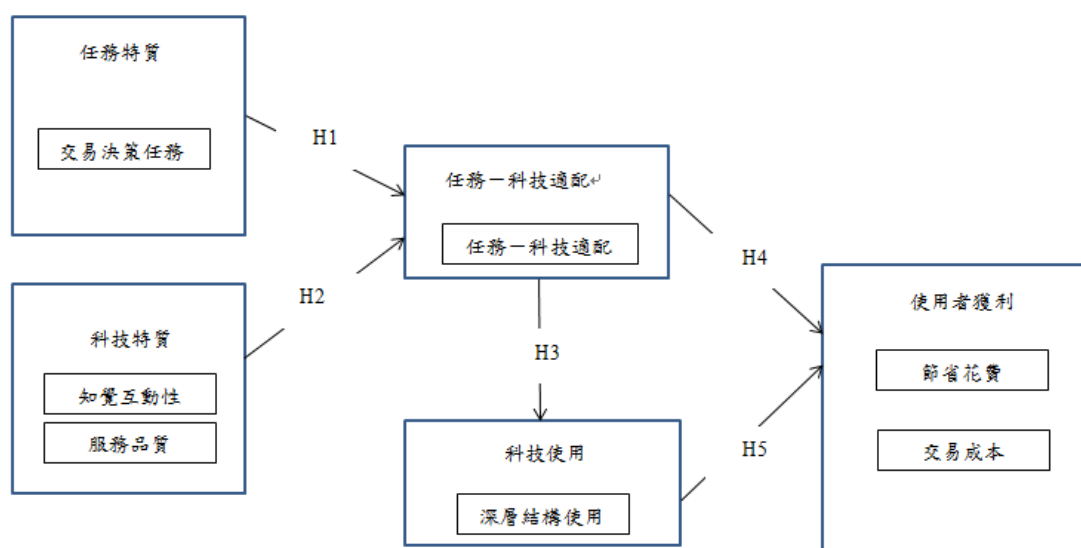 任務特質
交易決策任務
H1
任務－科技適配↵
任務－科技適配
H2
科技特質
知覺互動性
服務品質
H3
H4
使用者獲利
節省花費
交易成本
科技使用
深層結構使用
H5